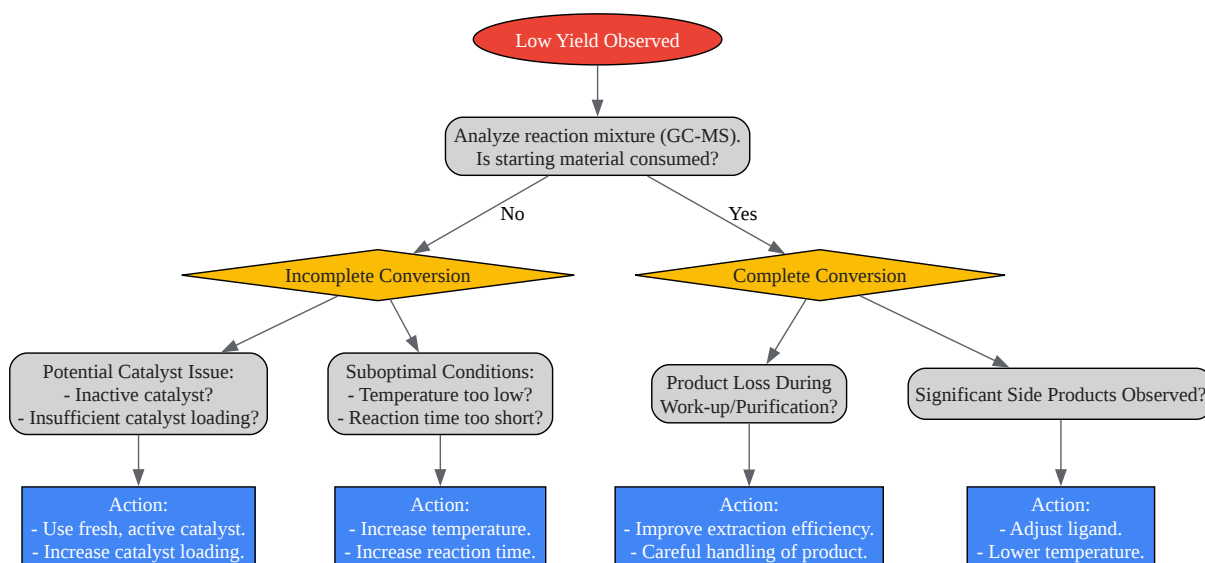 Low Yield Observed
Analyze reaction mixture (GC-MS).
Is starting material consumed?
No
Yes
Incomplete Conversion
Complete Conversion
Potential Catalyst Issue:
- Inactive catalyst?
- Insufficient catalyst loading?
Suboptimal Conditions:
- Temperature too low?
- Reaction time too short?
Product Loss During
Work-up/Purification?
Significant Side Products Observed?
Action:
- Use fresh, active catalyst.
- Increase catalyst loading.
Action:
- Increase temperature.
- Increase reaction time.
Action:
- Improve extraction efficiency.
- Careful handling of product.
Action:
- Adjust ligand.
- Lower temperature.